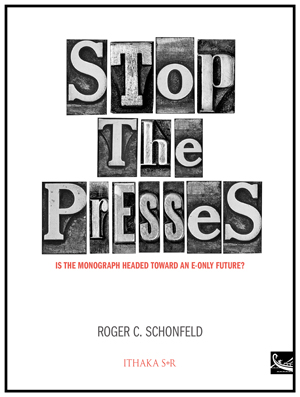 STOP
The
PrESSeS
IS THE MONOGRAPH HEADED TOWARD AN E-ONLY FUTURE?
ROGER C. SCHONFELD
ITHAKA S+R